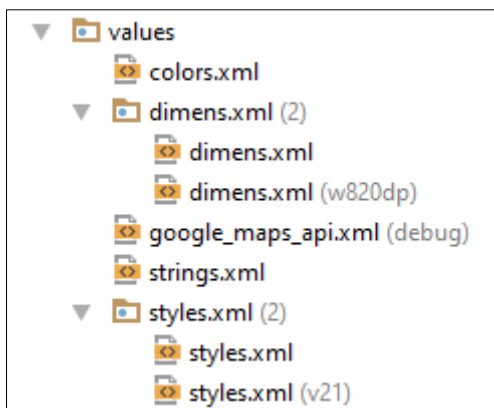 values
colors.xml
dimens.xml (2)
dimens.xml
dimens.xml (w820dp)
google_maps_api.xml (debug)
strings.xml
styles.xml (2)
styles.xml
styles.xml (v21)